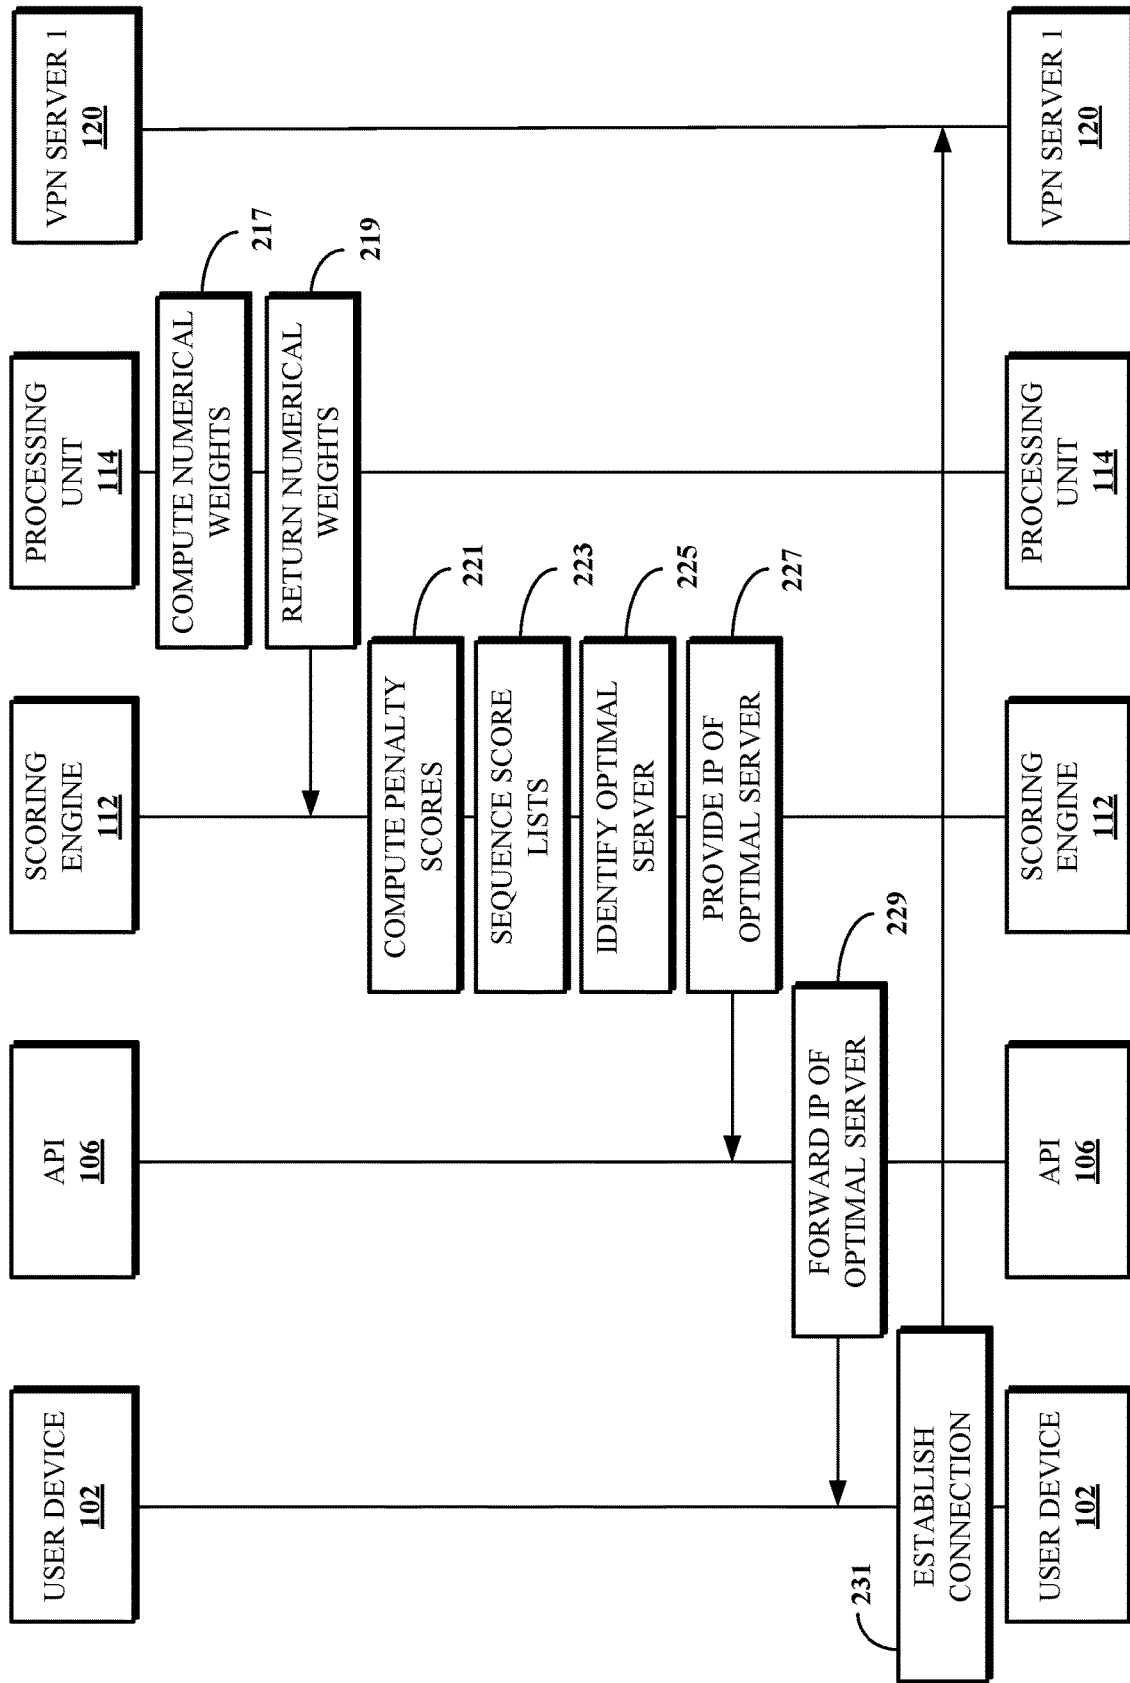 USER DEVICE
102
API
106
SCORING
ENGINE
112
PROCESSING
UNIT
114
VPN SERVER 1
120
COMPUTE NUMERICAL
WEIGHTS
217
RETURN NUMERICAL
WEIGHTS
219
COMPUTE PENALTY
SCORES
221
SEQUENCE SCORE
LISTS
223
IDENTIFY OPTIMAL
SERVER
225
PROVIDE IP OF
OPTIMAL SERVER
227
FORWARD IP OF
OPTIMAL SERVER
229
231
ESTABLISH
CONNECTION
USER DEVICE
102
API
106
SCORING
ENGINE
112
PROCESSING
UNIT
114
VPN SERVER 1
120